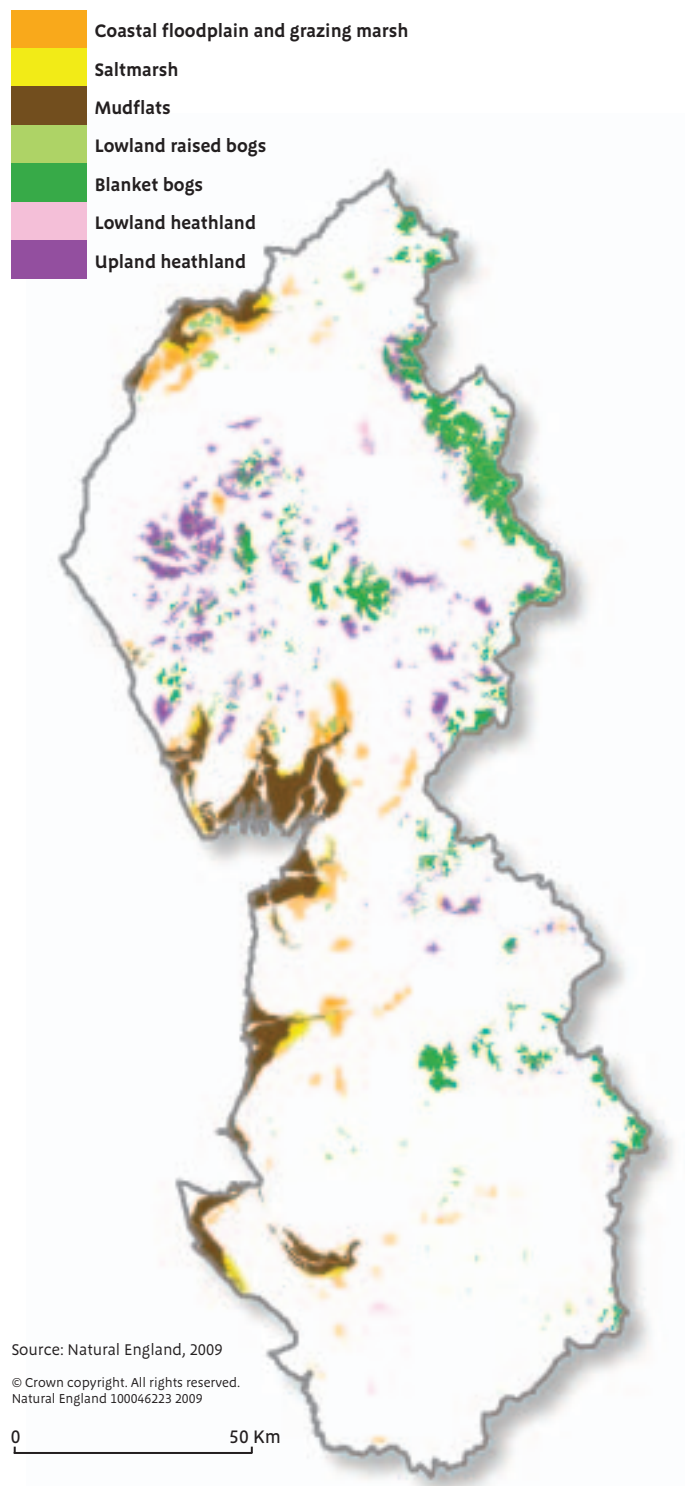 Coastal floodplain and grazing marsh
Saltmarsh
Mudflats
Lowland raised bogs
Blanket bogs
Lowland heathland
Upland heathland
Source: Natural England, 2009
© Crown copyright. All rights reserved.
Natural England 100046223 2009
0 50 Km